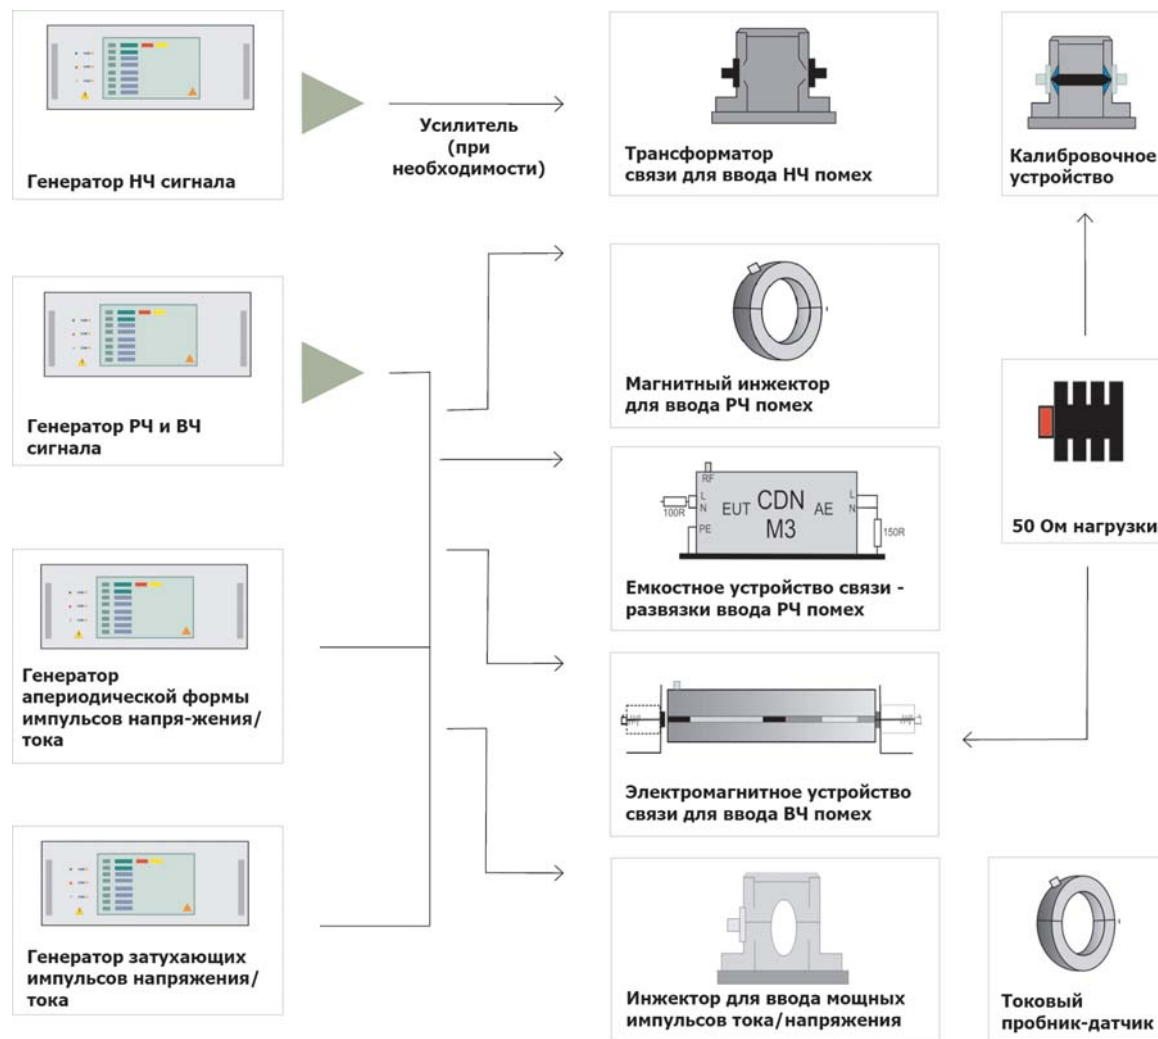 Генератор НЧ сигнала
Усилитель
(при
необходимости)
Трансформатор
связи для ввода НЧ помех
Калибровочное
устройство
Генератор РЧ и ВЧ
сигнала
Магнитный инжектор
для ввода РЧ помех
RF
L
N
100R
PE
EUT
CDN
M3
AE
L
N
150R
Емкостное устройство связи -
развязки ввода РЧ помех
50 Ом нагрузки
Генератор
апериодической формы
импульсов напря-жения/
тока
Электромагнитное устройство
связи для ввода ВЧ помех
Генератор затухающих
импульсов напряжения/
тока
Инжектор для ввода мощных
импульсов тока/напряжения
Токовый
пробник-датчик